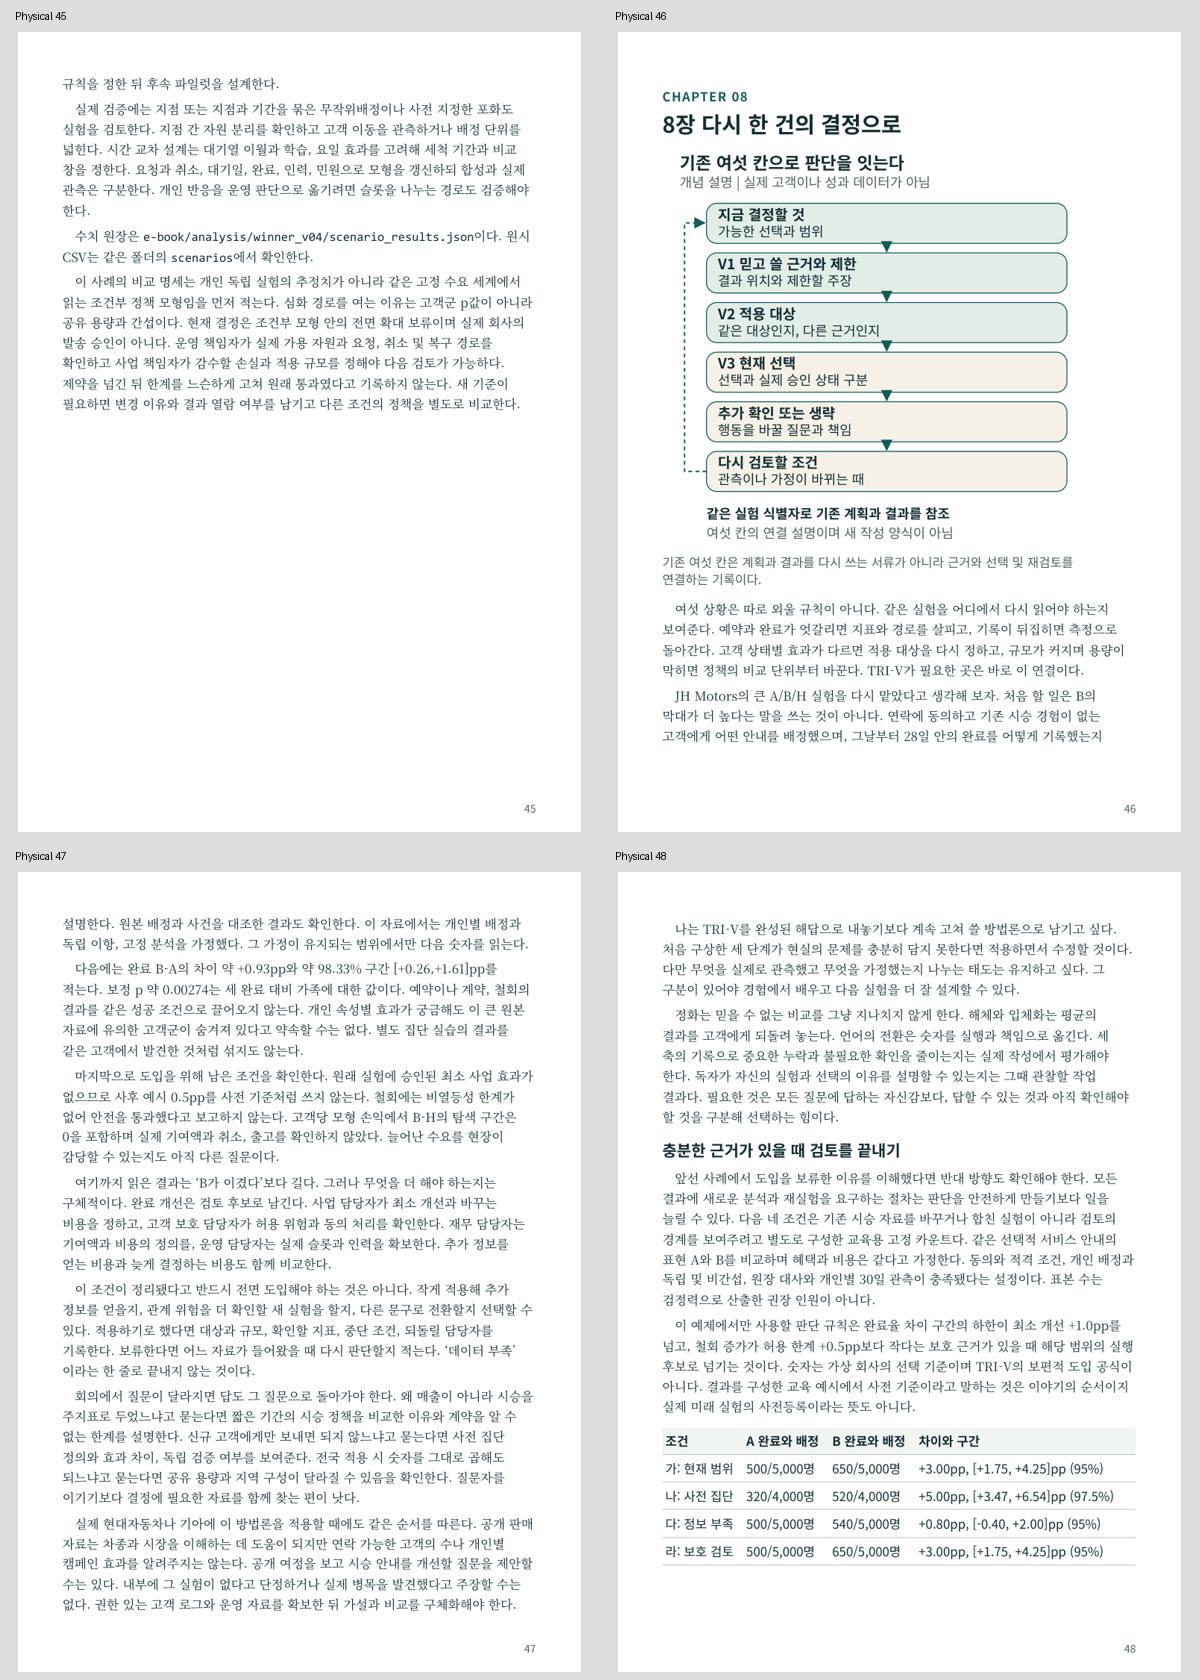 Physical 45
규칙을 정한 뒤 후속 파일럿을 설계한다.
실제 검증에는 지점 또는 지점과 기간을 묶은 무작위배정이나 사전 지정한 포화도
실험을 검토한다. 지점 간 자원 분리를 확인하고 고객 이동을 관측하거나 배정 단위를
넓힌다. 시간 교차 설계는 대기열 이월과 학습, 요일 효과를 고려해 세척 기간과 비교
창을 정한다. 요청과 취소, 대기일, 완료, 인력, 민원으로 모형을 갱신하되 합성과 실제
관측은 구분한다. 개인 반응을 운영 판단으로 옮기려면 슬롯을 나누는 경로도 검증해야
한다.
수치 원장은 e-book/analysis/winner_v04/scenario_results.json이다. 원시
CSV는 같은 폴더의 scenarios에서 확인한다.
이 사례의 비교 명세는 개인 독립 실험의 추정치가 아니라 같은 고정 수요 세계에서
읽는 조건부 정책 모형임을 먼저 적는다. 심화 경로를 여는 이유는 고객군 p값이 아니라
공유 용량과 간섭이다. 현재 결정은 조건부 모형 안의 전면 확대 보류이며 실제 회사의
발송 승인이 아니다. 운영 책임자가 실제 가용 자원과 요청, 취소 및 복구 경로를
확인하고 사업 책임자가 감수할 손실과 적용 규모를 정해야 다음 검토가 가능하다.
제약을 넘긴 뒤 한계를 느슨하게 고쳐 원래 통과였다고 기록하지 않는다. 새 기준이
필요하면 변경 이유와 결과 열람 여부를 남기고 다른 조건의 정책을 별도로 비교한다.
45
Physical 46
CHAPTER 08
8장 다시 한 건의 결정으로
기존 여섯 칸으로 판단을 잇는다
개념 설명 | 실제 고객이나 성과 데이터가 아님
지금 결정할 것
가능한 선택과 범위
V1 믿고 쓸 근거와 제한
결과 위치와 제한할 주장
V2 적용 대상
같은 대상인지, 다른 근거인지
V3 현재 선택
선택과 실제 승인 상태 구분
추가 확인 또는 생략
행동을 바꿀 질문과 책임
다시 검토할 조건
관측이나 가정이 바뀌는 때
같은 실험 식별자로 기존 계획과 결과를 참조
여섯 칸의 연결 설명이며 새 작성 양식이 아님
기존 여섯 칸은 계획과 결과를 다시 쓰는 서류가 아니라 근거와 선택 및 재검토를
연결하는 기록이다.
여섯 상황은 따로 외울 규칙이 아니다. 같은 실험을 어디에서 다시 읽어야 하는지
보여준다. 예약과 완료가 엇갈리면 지표와 경로를 살피고, 기록이 뒤집히면 측정으로
돌아간다. 고객 상태별 효과가 다르면 적용 대상을 다시 정하고, 규모가 커지며 용량이
막히면 정책의 비교 단위부터 바꾼다. TRI-V가 필요한 곳은 바로 이 연결이다.
JH Motors의 큰 A/B/H 실험을 다시 맡았다고 생각해 보자. 처음 할 일은 B의
막대가 더 높다는 말을 쓰는 것이 아니다. 연락에 동의하고 기존 시승 경험이 없는
고객에게 어떤 안내를 배정했으며, 그날부터 28일 안의 완료를 어떻게 기록했는지
46
Physical 47
설명한다. 원본 배정과 사건을 대조한 결과도 확인한다. 이 자료에서는 개인별 배정과
독립 이항, 고정 분석을 가정했다. 그 가정이 유지되는 범위에서만 다음 숫자를 읽는다.
다음에는 완료 B-A의 차이 약 +0.93pp와 약 98.33% 구간 [+0.26,+1.61]pp를
적는다. 보정 p 약 0.00274는 세 완료 대비 가족에 대한 값이다. 예약이나 계약, 철회의
결과를 같은 성공 조건으로 끌어오지 않는다. 개인 속성별 효과가 궁금해도 이 큰 원본
자료에 유의한 고객군이 숨겨져 있다고 약속할 수는 없다. 별도 집단 실습의 결과를
같은 고객에서 발견한 것처럼 섞지도 않는다.
마지막으로 도입을 위해 남은 조건을 확인한다. 원래 실험에 승인된 최소 사업 효과가
없으므로 사후 예시 0.5pp를 사전 기준처럼 쓰지 않는다. 철회에는 비열등성 한계가
없어 안전을 통과했다고 보고하지 않는다. 고객당 모형 손익에서 B-H의 탐색 구간은
0을 포함하며 실제 기여액과 취소, 출고를 확인하지 않았다. 늘어난 수요를 현장이
감당할 수 있는지도 아직 다른 질문이다.
여기까지 읽은 결과는 ‘B가 이겼다’보다 길다. 그러나 무엇을 더 해야 하는지는
구체적이다. 완료 개선은 검토 후보로 남긴다. 사업 담당자가 최소 개선과 바꾸는
비용을 정하고, 고객 보호 담당자가 허용 위험과 동의 처리를 확인한다. 재무 담당자는
기여액과 비용의 정의를, 운영 담당자는 실제 슬롯과 인력을 확보한다. 추가 정보를
얻는 비용과 늦게 결정하는 비용도 함께 비교한다.
이 조건이 정리됐다고 반드시 전면 도입해야 하는 것은 아니다. 작게 적용해 추가
정보를 얻을지, 관계 위험을 더 확인할 새 실험을 할지, 다른 문구로 전환할지 선택할 수
있다. 적용하기로 했다면 대상과 규모, 확인할 지표, 중단 조건, 되돌릴 담당자를
기록한다. 보류한다면 어느 자료가 들어왔을 때 다시 판단할지 적는다. ‘데이터 부족’
이라는 한 줄로 끝내지 않는 것이다.
회의에서 질문이 달라지면 답도 그 질문으로 돌아가야 한다. 왜 매출이 아니라 시승을
주지표로 두었느냐고 묻는다면 짧은 기간의 시승 정책을 비교한 이유와 계약을 알 수
없는 한계를 설명한다. 신규 고객에게만 보내면 되지 않느냐고 묻는다면 사전 집단
정의와 효과 차이, 독립 검증 여부를 보여준다. 전국 적용 시 숫자를 그대로 곱해도
되느냐고 묻는다면 공유 용량과 지역 구성이 달라질 수 있음을 확인한다. 질문자를
이기기보다 결정에 필요한 자료를 함께 찾는 편이 낫다.
실제 현대자동차나 기아에 이 방법론을 적용할 때에도 같은 순서를 따른다. 공개 판매
자료는 차종과 시장을 이해하는 데 도움이 되지만 연락 가능한 고객의 수나 개인별
캠페인 효과를 알려주지는 않는다. 공개 여정을 보고 시승 안내를 개선할 질문을 제안할
수는 있다. 내부에 그 실험이 없다고 단정하거나 실제 병목을 발견했다고 주장할 수는
없다. 권한 있는 고객 로그와 운영 자료를 확보한 뒤 가설과 비교를 구체화해야 한다.
47
Physical 48
나는 TRI-V를 완성된 해답으로 내놓기보다 계속 고쳐 쓸 방법론으로 남기고 싶다.
처음 구상한 세 단계가 현실의 문제를 충분히 담지 못한다면 적용하면서 수정할 것이다.
다만 무엇을 실제로 관측했고 무엇을 가정했는지 나누는 태도는 유지하고 싶다. 그
구분이 있어야 경험에서 배우고 다음 실험을 더 잘 설계할 수 있다.
정화는 믿을 수 없는 비교를 그냥 지나치지 않게 한다. 해체와 입체화는 평균의
결과를 고객에게 되돌려 놓는다. 언어의 전환은 숫자를 실행과 책임으로 옮긴다. 세
축의 기록으로 중요한 누락과 불필요한 확인을 줄이는지는 실제 작성에서 평가해야
한다. 독자가 자신의 실험과 선택의 이유를 설명할 수 있는지는 그때 관찰할 작업
결과다. 필요한 것은 모든 질문에 답하는 자신감보다, 답할 수 있는 것과 아직 확인해야
할 것을 구분해 선택하는 힘이다.
충분한 근거가 있을 때 검토를 끝내기
앞선 사례에서 도입을 보류한 이유를 이해했다면 반대 방향도 확인해야 한다. 모든
결과에 새로운 분석과 재실험을 요구하는 절차는 판단을 안전하게 만들기보다 일을
늘릴 수 있다. 다음 네 조건은 기존 시승 자료를 바꾸거나 합친 실험이 아니라 검토의
경계를 보여주려고 별도로 구성한 교육용 고정 카운트다. 같은 선택적 서비스 안내의
표현 A와 B를 비교하며 혜택과 비용은 같다고 가정한다. 동의와 적격 조건, 개인 배정과
독립 및 비간섭, 원장 대사와 개인별 30일 관측이 충족됐다는 설정이다. 표본 수는
검정력으로 산출한 권장 인원이 아니다.
이 예제에서만 사용할 판단 규칙은 완료율 차이 구간의 하한이 최소 개선 +1.0pp를
넘고, 철회 증가가 허용 한계 +0.5pp보다 작다는 보호 근거가 있을 때 해당 범위의 실행
후보로 넘기는 것이다. 숫자는 가상 회사의 선택 기준이며 TRI-V의 보편적 도입 공식이
아니다. 결과를 구성한 교육 예시에서 사전 기준이라고 말하는 것은 이야기의 순서이지
실제 미래 실험의 사전등록이라는 뜻도 아니다.
조건 A 완료와 배정 B 완료와 배정 차이와 구간
가: 현재 범위 500/5,000명 650/5,000명 +3.00pp, [+1.75, +4.25]pp (95%)
나: 사전 집단 320/4,000명 520/4,000명 +5.00pp, [+3.47, +6.54]pp (97.5%)
다: 정보 부족 500/5,000명 540/5,000명 +0.80pp, [-0.40, +2.00]pp (95%)
라: 보호 검토 500/5,000명 650/5,000명 +3.00pp, [+1.75, +4.25]pp (95%)
48